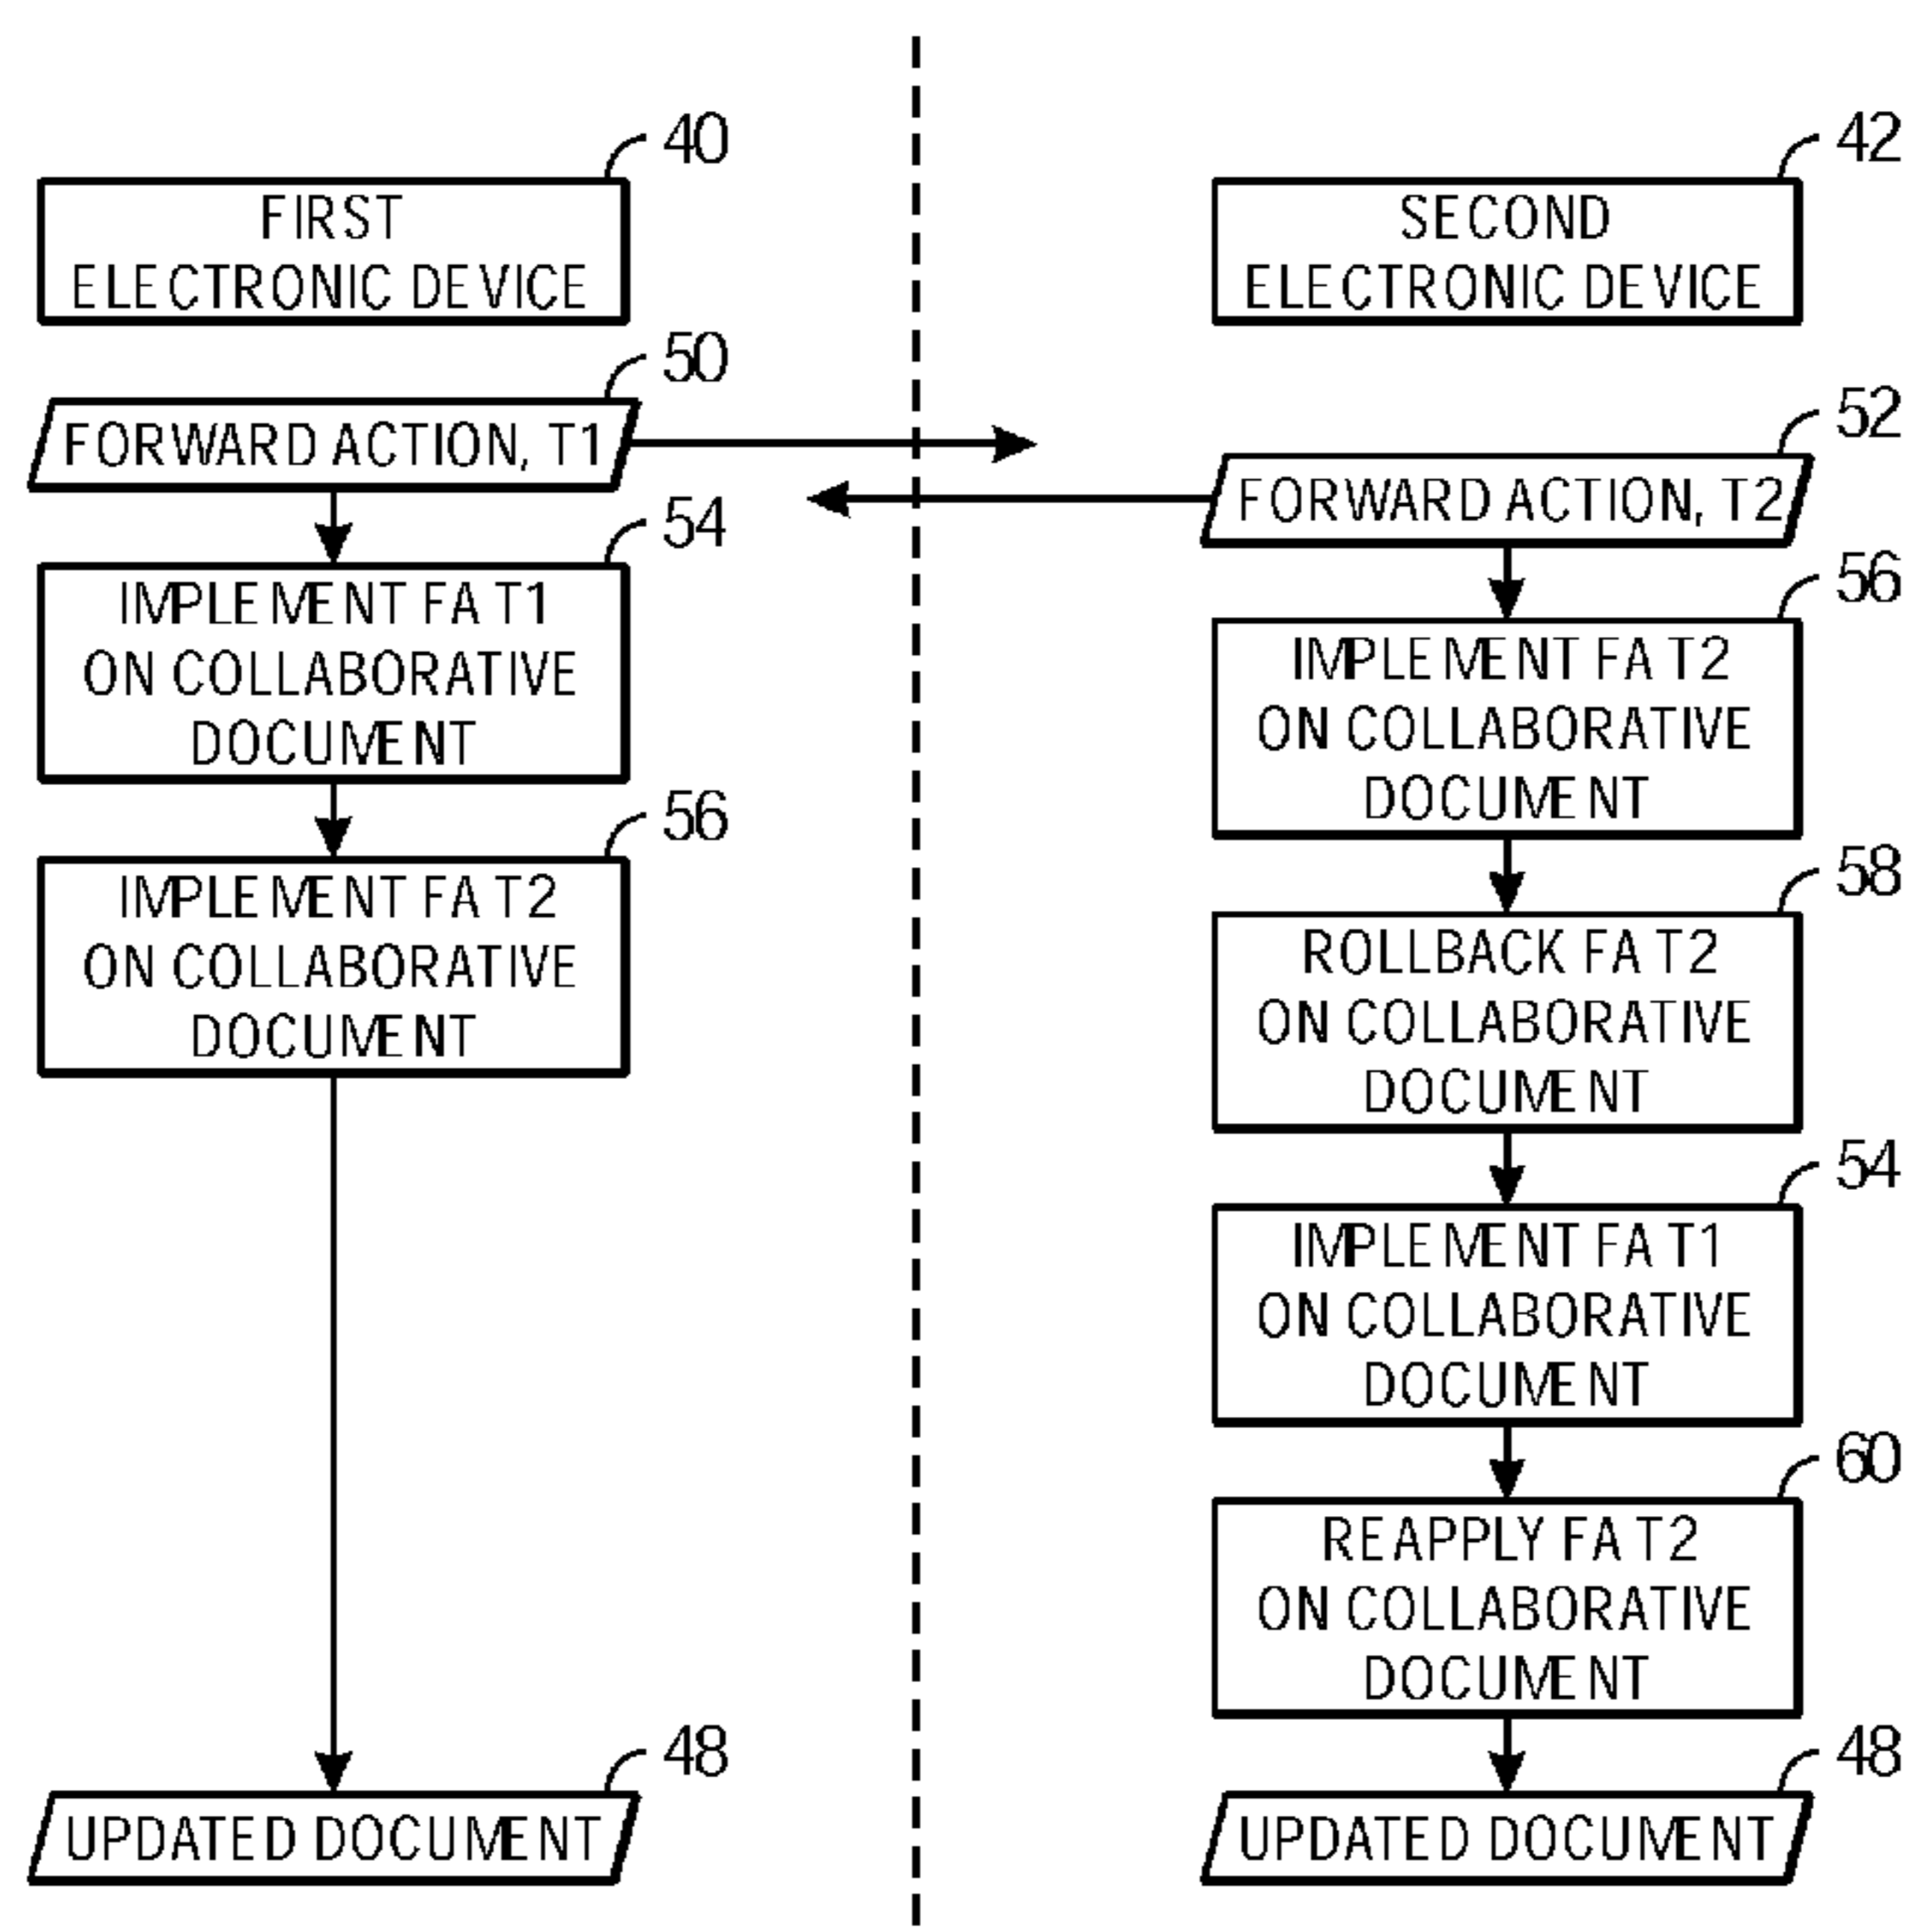 40
FIRST
ELECTRONIC DEVICE
50
FORWARD ACTION, T1
54
IMPLEMENT FA T1
ON COLLABORATIVE
DOCUMENT
56
IMPLEMENT FA T2
ON COLLABORATIVE
DOCUMENT
48
UPDATED DOCUMENT
42
SECOND
ELECTRONIC DEVICE
52
FORWARD ACTION, T2
56
IMPLEMENT FA T2
ON COLLABORATIVE
DOCUMENT
58
ROLLBACK FA T2
ON COLLABORATIVE
DOCUMENT
54
IMPLEMENT FA T1
ON COLLABORATIVE
DOCUMENT
60
REAPPLY FA T2
ON COLLABORATIVE
DOCUMENT
48
UPDATED DOCUMENT